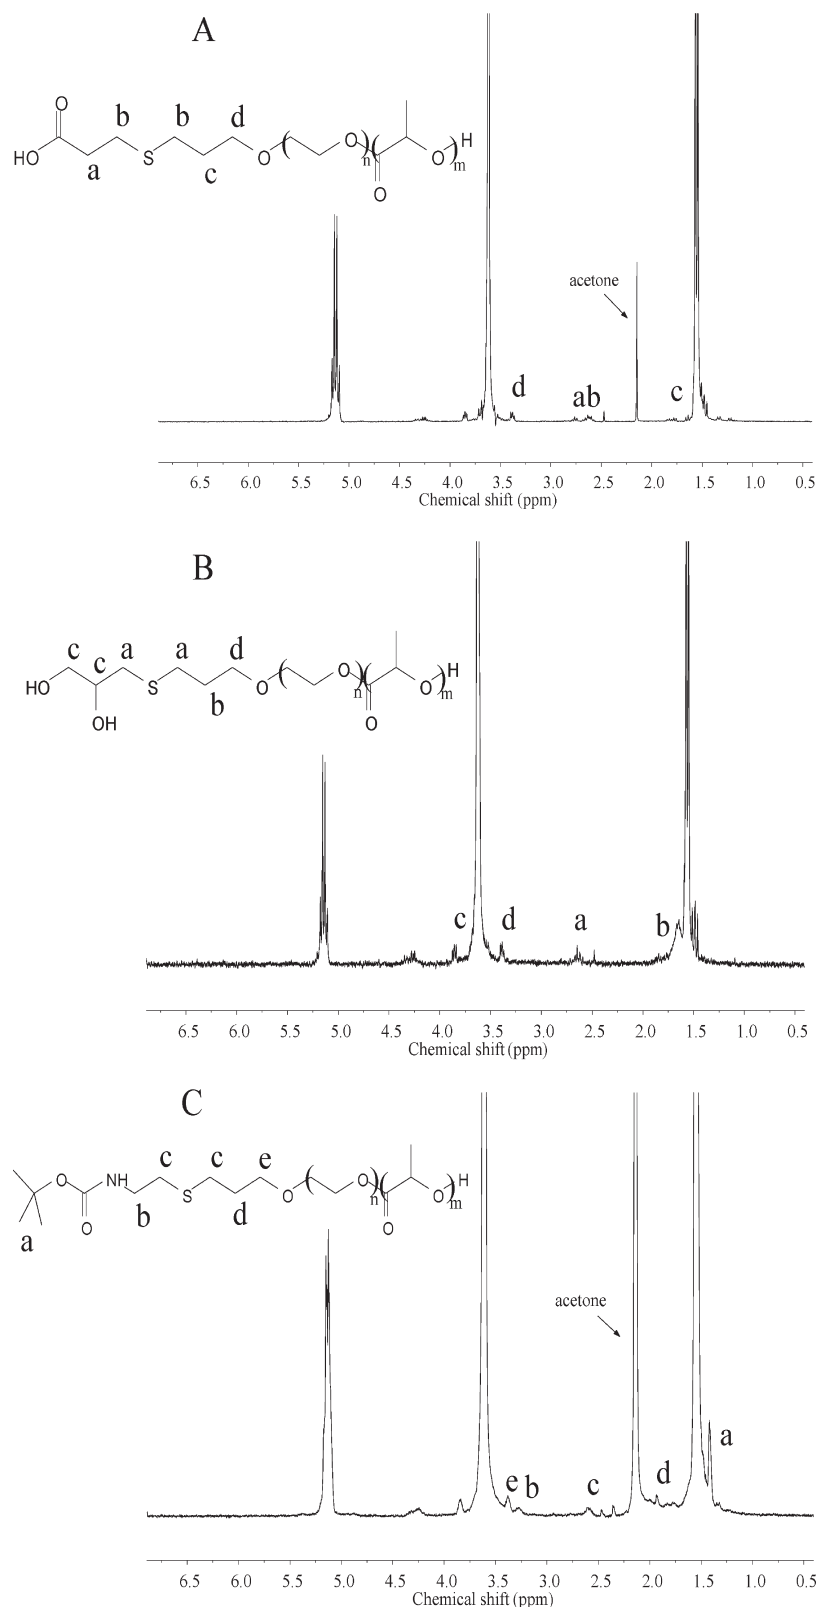 A
O
b b d
HO S O ( O )n ( O )m H
a c O
acetone
d ab c
6.5 6.0 5.5 5.0 4.5 4.0 3.5 3.0 2.5 2.0 1.5 1.0 0.5
Chemical shift (ppm)
B
c c a a d
HO S O ( O )n ( O )m H
OH b O
c d a b
6.5 6.0 5.5 5.0 4.5 4.0 3.5 3.0 2.5 2.0 1.5 1.0 0.5
Chemical shift (ppm)
C
c c e
O NH S O ( O )n ( O )m H
a O b d O
acetone
e b c d a
6.5 6.0 5.5 5.0 4.5 4.0 3.5 3.0 2.5 2.0 1.5 1.0 0.5
Chemical shift (ppm)